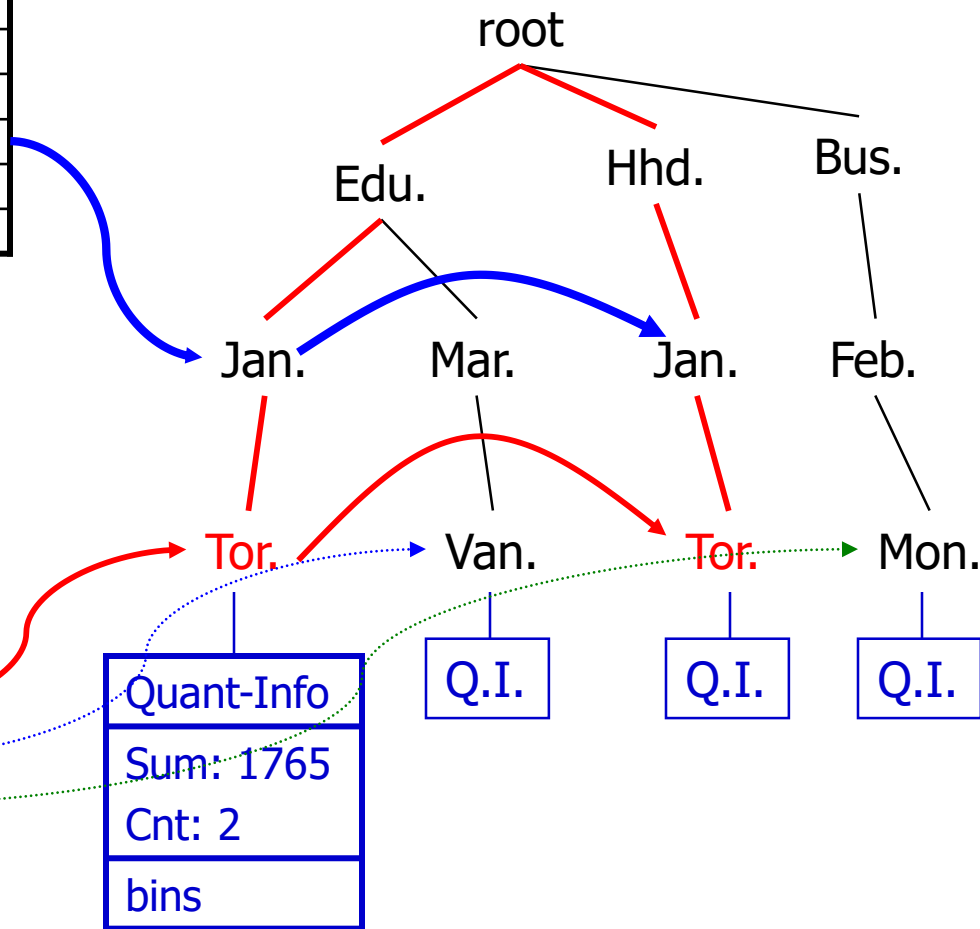 root
Edu. Hhd. Bus.
Jan. Mar. Jan. Feb.
Tor. Van. Tor. Mon.
Quant-Info Q.I. Q.I. Q.I.
Sum: 1765
Cnt: 2
bins